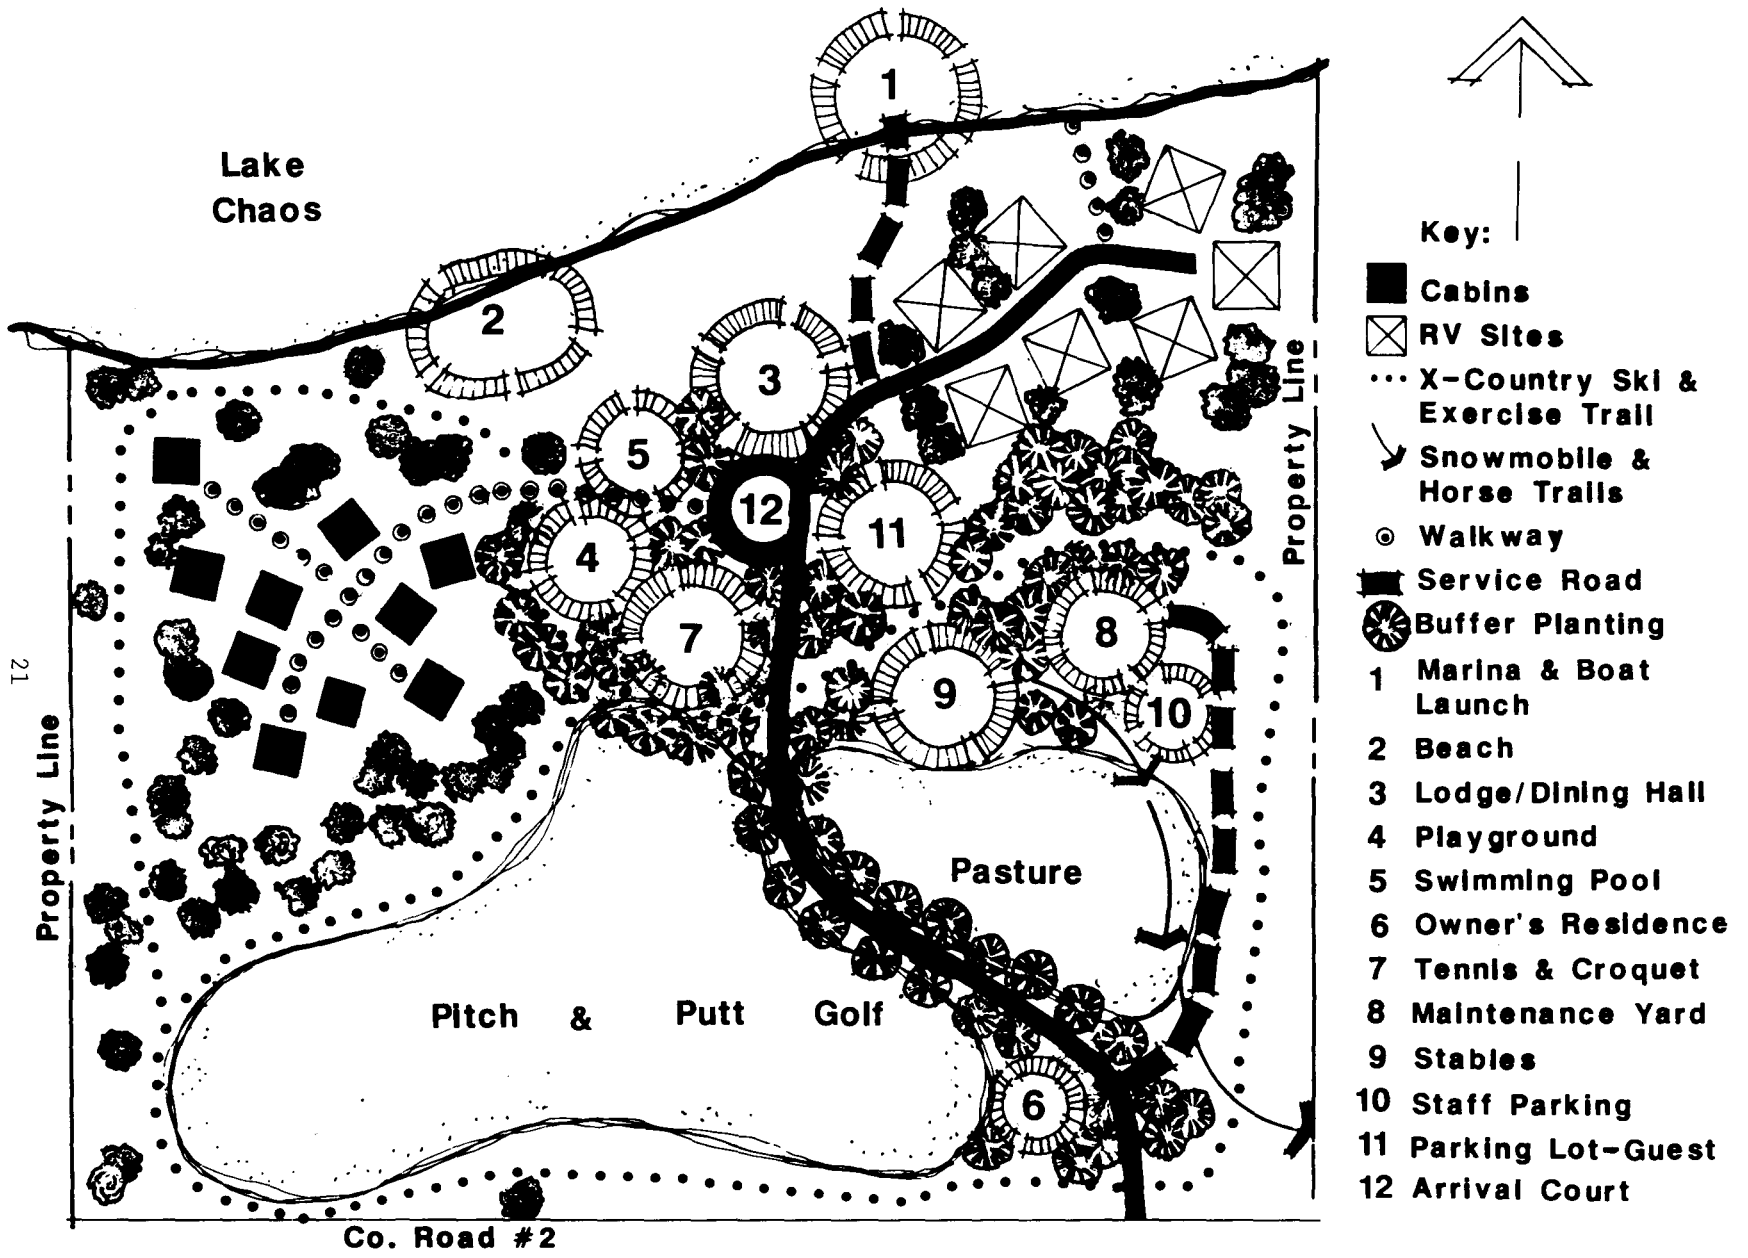 1
Lake
Chaos
2
3
5
12
11
4
7
8
9
10
Pasture
Pitch & Putt Golf
6
Property Line
Property Line
Co. Road #2
21
Key:
Cabins
RV Sites
X-Country Ski &
Exercise Trail
Snowmobile &
Horse Trails
Walkway
Service Road
Buffer Planting
1 Marina & Boat
Launch
2 Beach
3 Lodge/Dining Hall
4 Playground
5 Swimming Pool
6 Owner's Residence
7 Tennis & Croquet
8 Maintenance Yard
9 Stables
10 Staff Parking
11 Parking Lot-Guest
12 Arrival Court